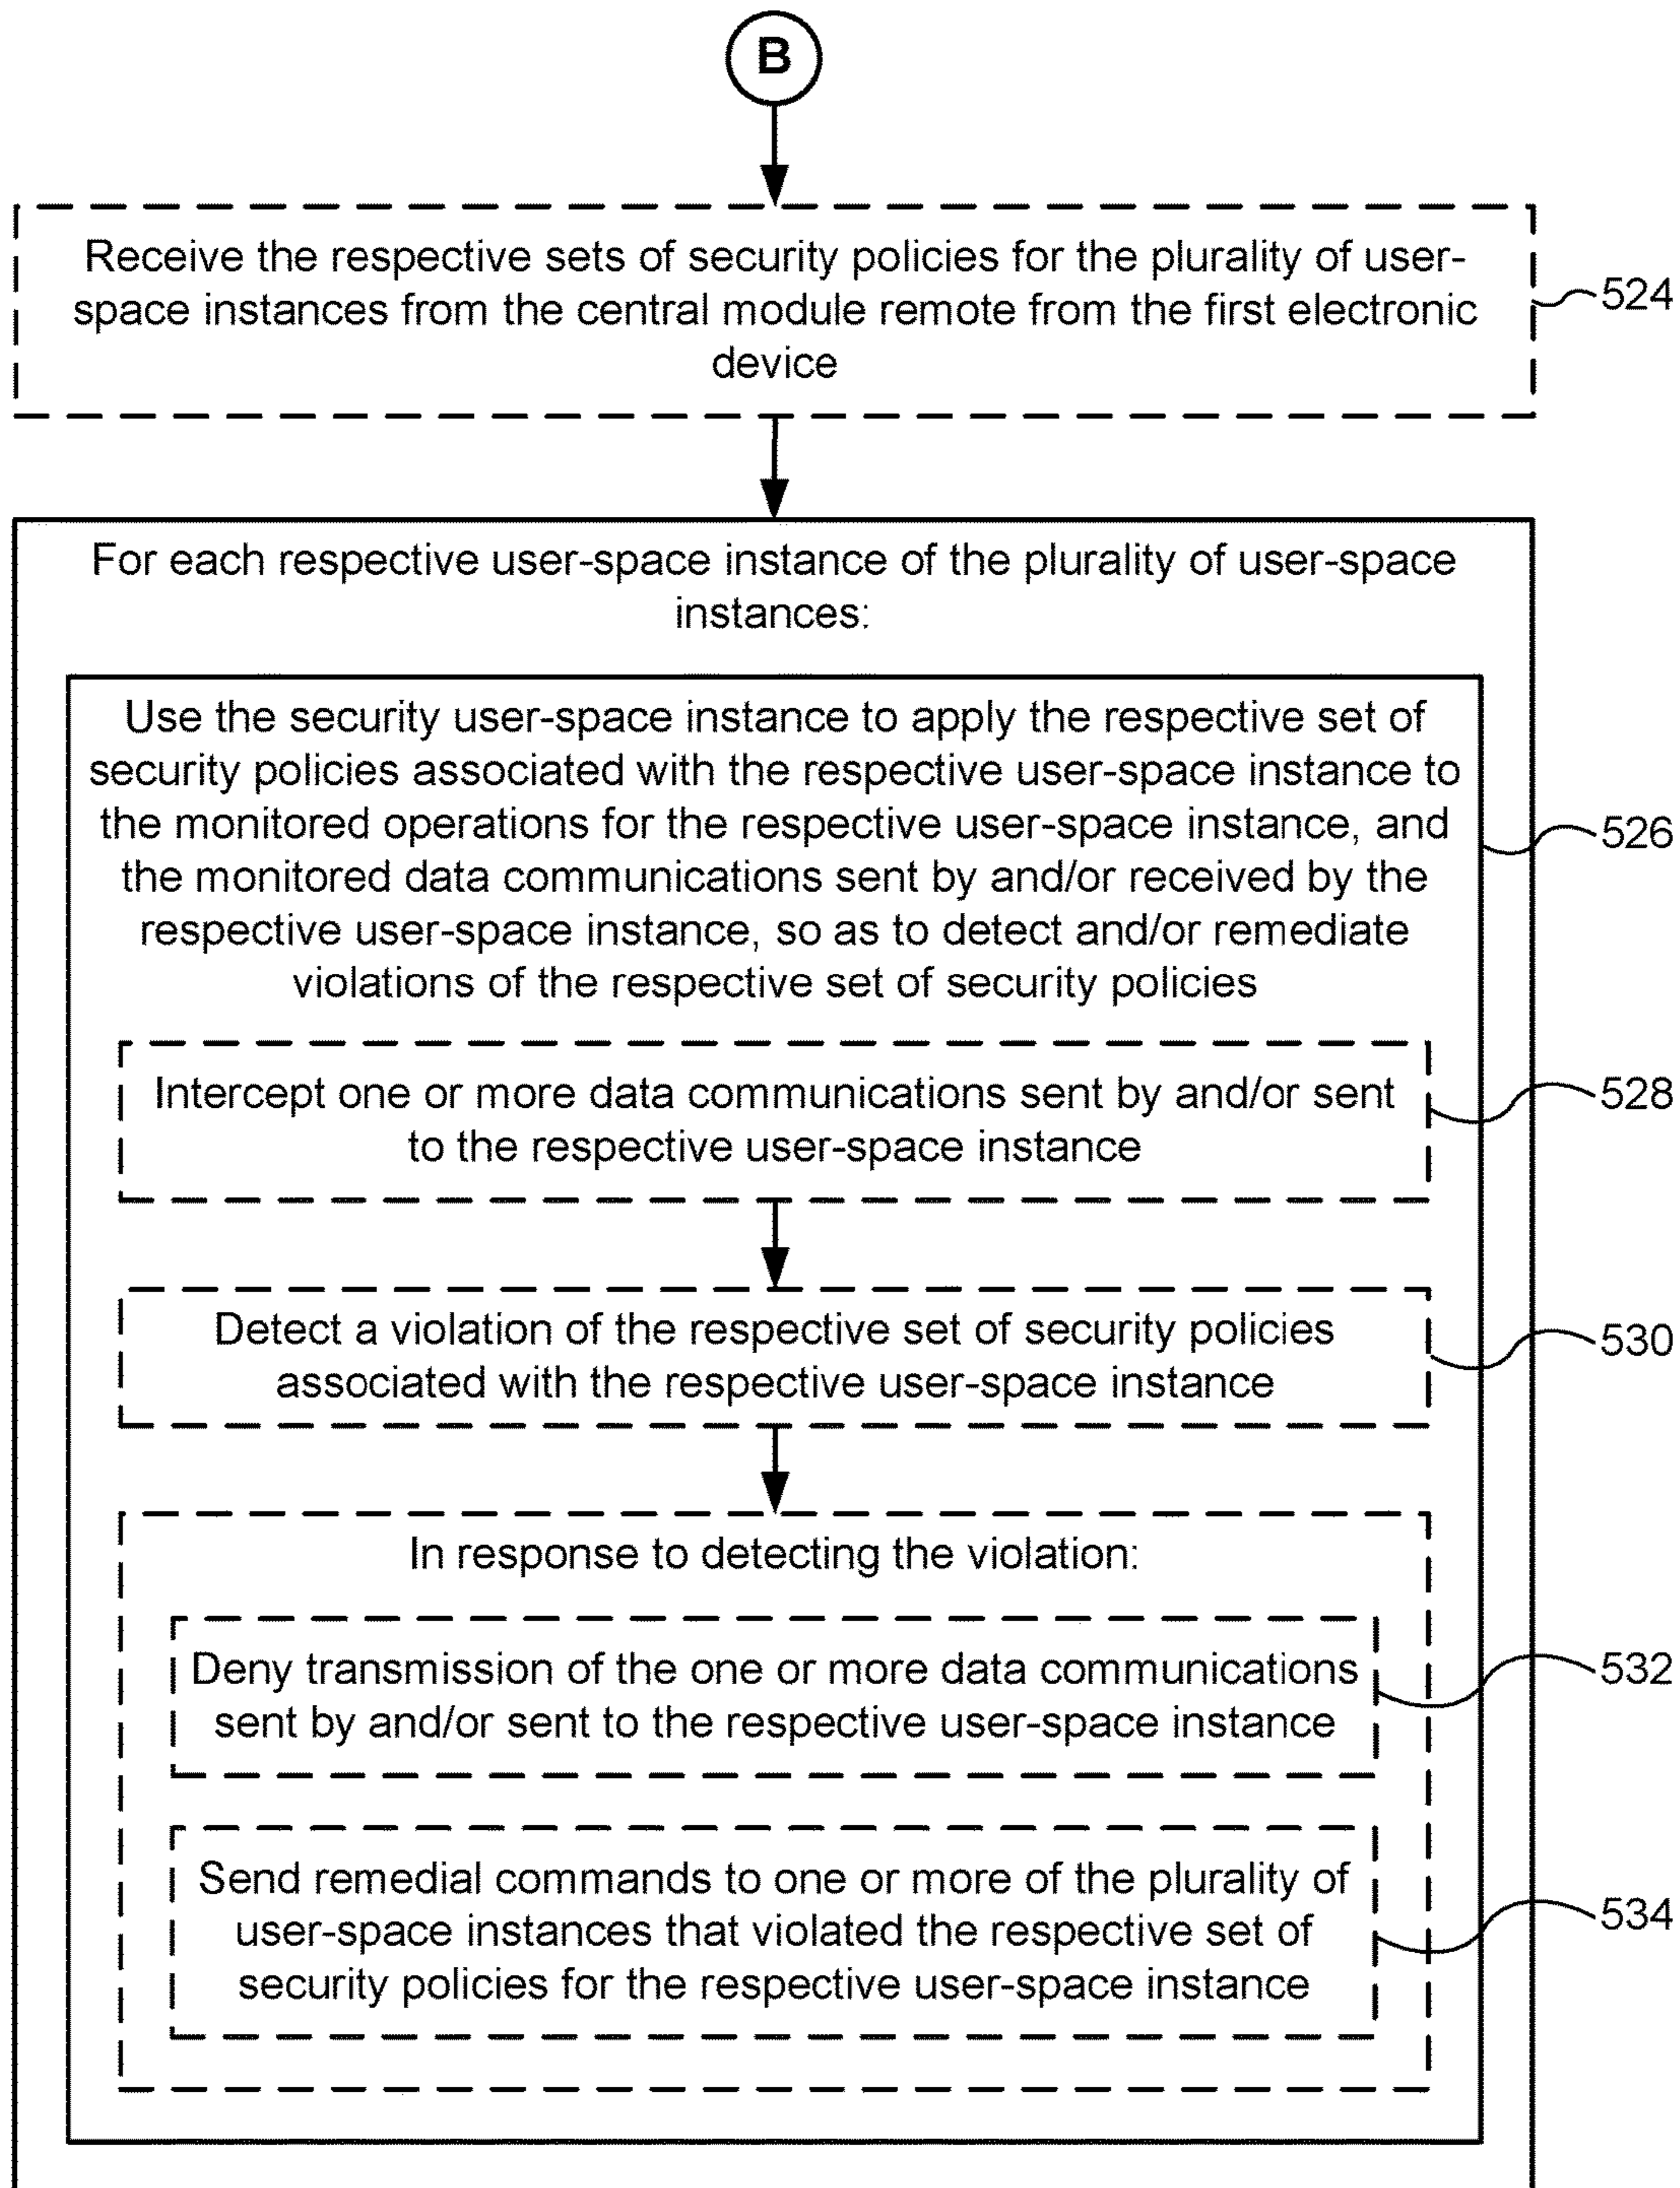 B
Receive the respective sets of security policies for the plurality of user-
space instances from the central module remote from the first electronic
device
524
For each respective user-space instance of the plurality of user-space
instances:
Use the security user-space instance to apply the respective set of
security policies associated with the respective user-space instance to
the monitored operations for the respective user-space instance, and
the monitored data communications sent by and/or received by the
respective user-space instance, so as to detect and/or remediate
violations of the respective set of security policies
526
Intercept one or more data communications sent by and/or sent
to the respective user-space instance
528
Detect a violation of the respective set of security policies
associated with the respective user-space instance
530
In response to detecting the violation:
Deny transmission of the one or more data communications
sent by and/or sent to the respective user-space instance
532
Send remedial commands to one or more of the plurality of
user-space instances that violated the respective set of
security policies for the respective user-space instance
534